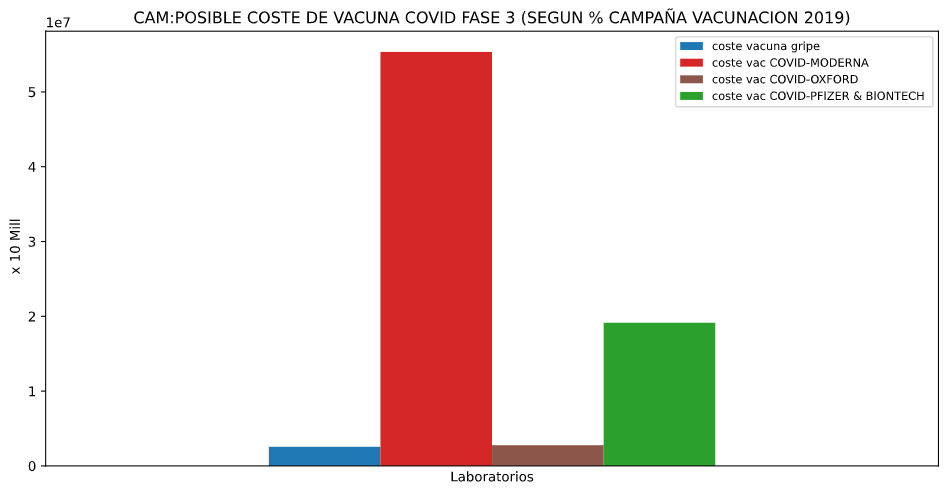 CAM:POSIBLE COSTE DE VACUNA COVID FASE 3 (SEGUN % CAMPAÑA VACUNACION 2019)
1e7
coste vacuna gripe
coste vac COVID-MODERNA
coste vac COVID-OXFORD
coste vac COVID-PFIZER & BIONTECH
5
4
3
2
1
0
x 10 Mill
Laboratorios